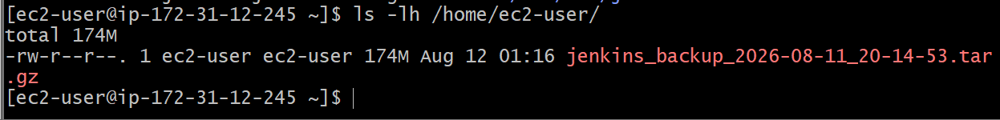 [ec2-user@ip-172-31-12-245 ~]$ ls -lh /home/ec2-user/
total 174M
-rw-r--r--. 1 ec2-user ec2-user 174M Aug 12 01:16 jenkins_backup_2026-08-11_20-14-53.tar
.gz
[ec2-user@ip-172-31-12-245 ~]$